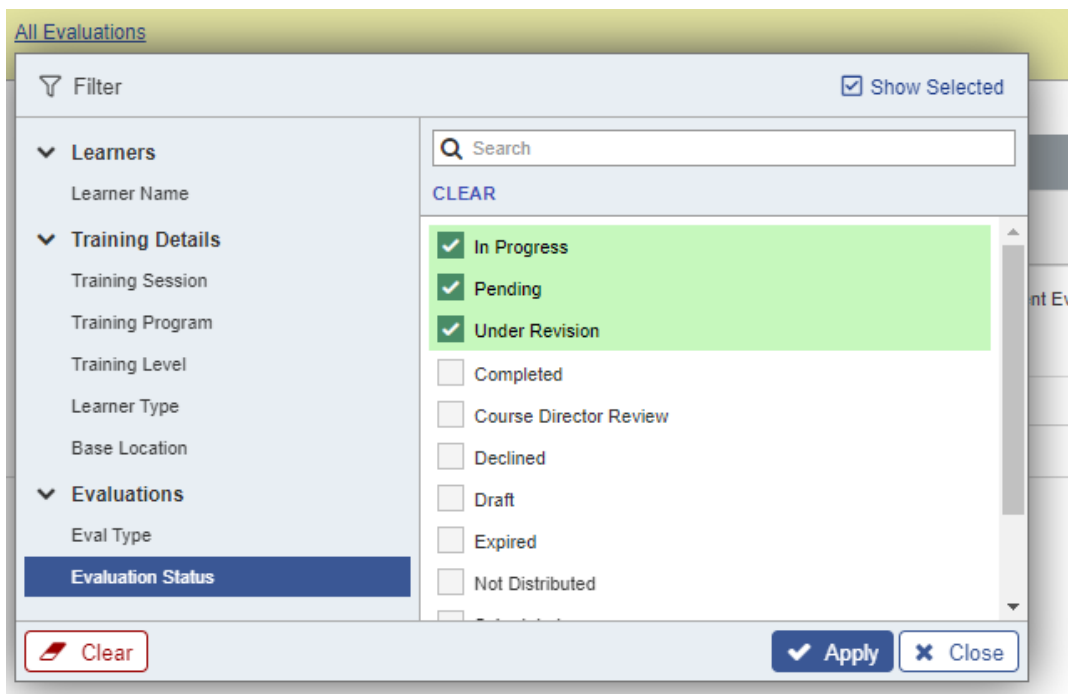 All Evaluations
Filter
Show Selected
Learners
Learner Name
Training Details
Training Session
Training Program
Training Level
Learner Type
Base Location
Evaluations
Eval Type
Evaluation Status
Search
CLEAR
In Progress
Pending
Under Revision
Completed
Course Director Review
Declined
Draft
Expired
Not Distributed
Clear
Apply
Close